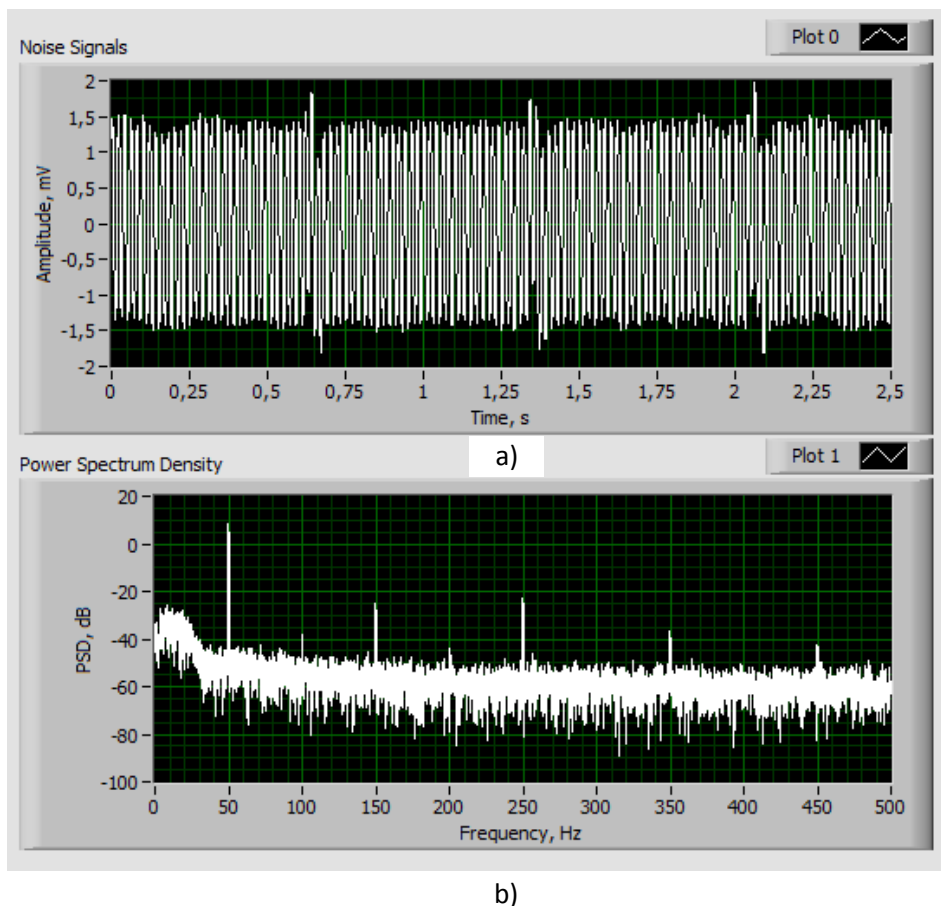 Noise Signals
Plot 0
Amplitude, mV
2
1,5
1
0,5
0
-0,5
-1
-1,5
-2
0 0,25 0,5 0,75 1 1,25 1,5 1,75 2 2,25 2,5
Time, s
a)
Power Spectrum Density
Plot 1
PSD, dB
20
0
-20
-40
-60
-80
-100
0 50 100 150 200 250 300 350 400 450 500
Frequency, Hz
b)